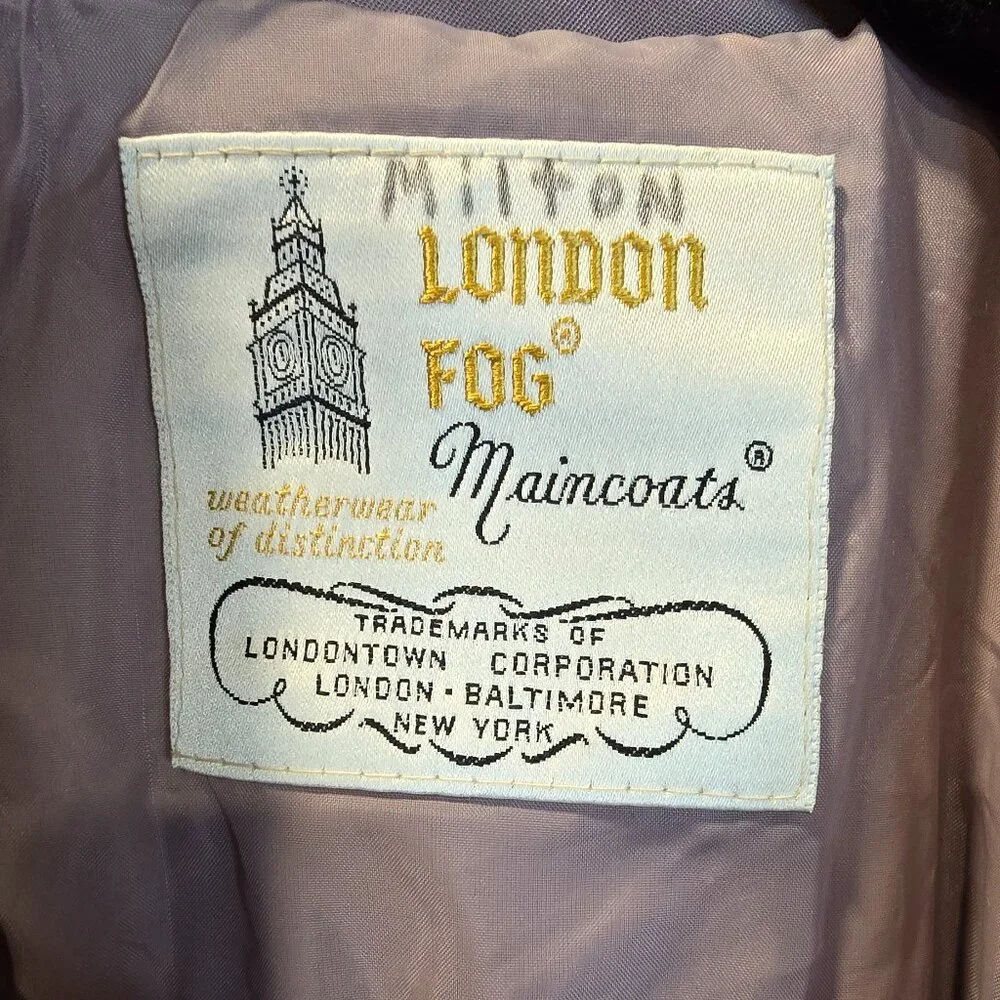 Milton
LONDON
FOG®
Maincoats®
weatherwear
of distinction
TRADEMARKS OF
LONDONTOWN CORPORATION
LONDON · BALTIMORE
NEW YORK